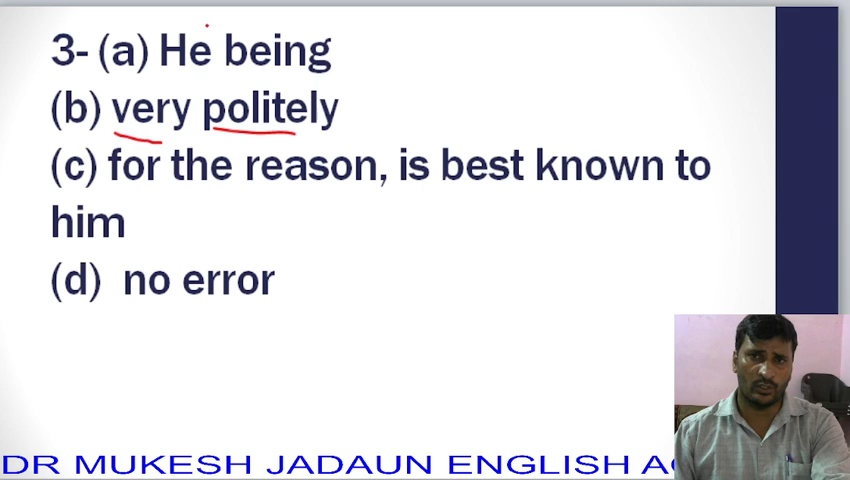 3- (a) He being
(b) very politely
(c) for the reason, is best known to
him
(d) no error
DR MUKESH JADAUN ENGLISH